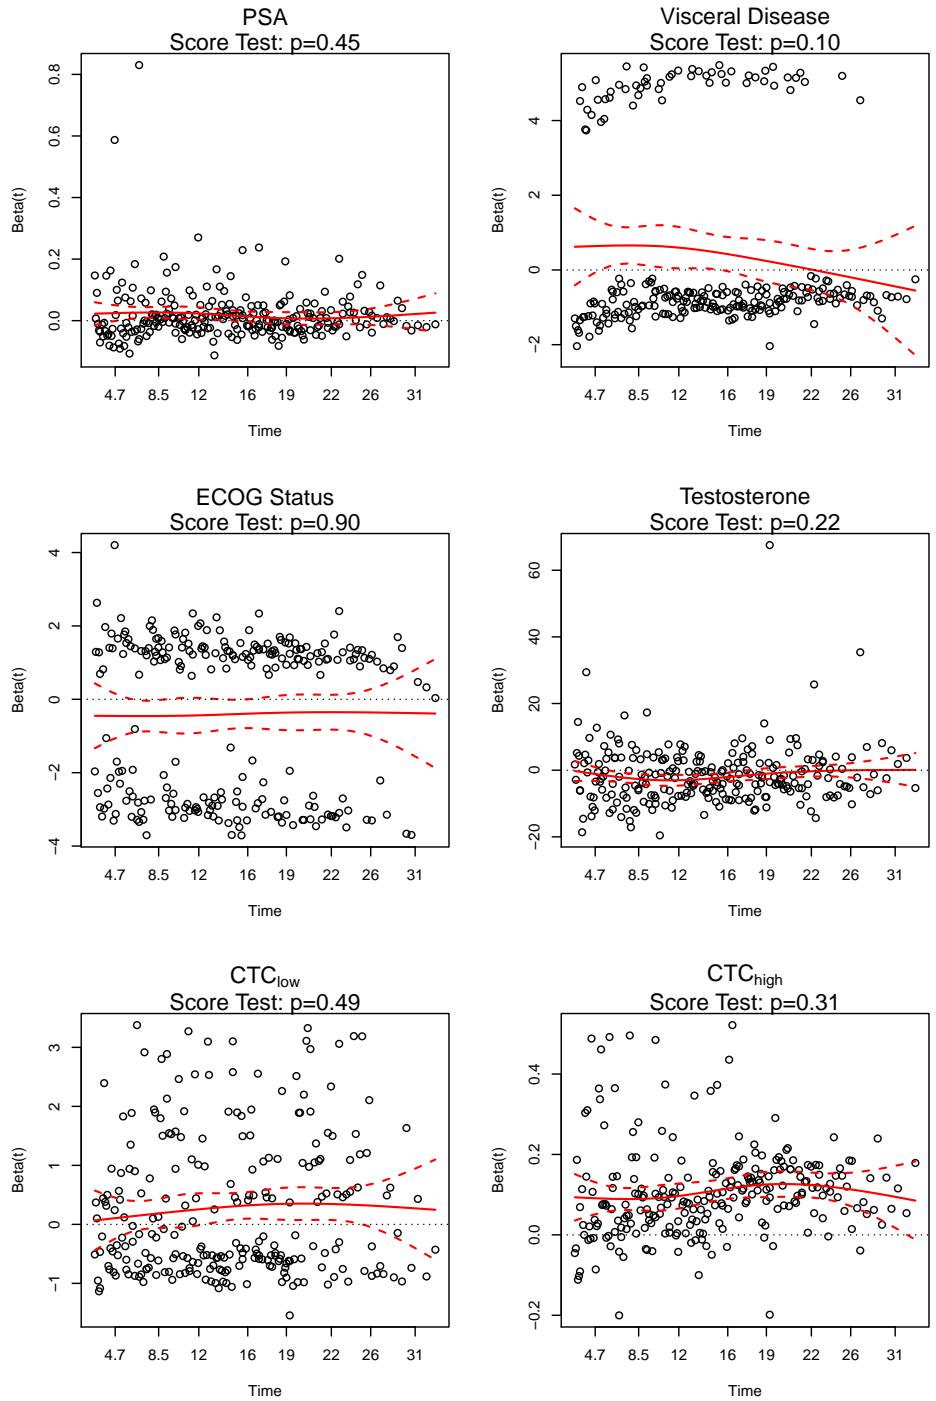 PSA
Score Test: p=0.45
Beta(t)
0.8
0.6
0.4
0.2
0.0
4.7 8.5 12 16 19 22 26 31
Time
Visceral Disease
Score Test: p=0.10
Beta(t)
4
2
0
−2
4.7 8.5 12 16 19 22 26 31
Time
ECOG Status
Score Test: p=0.90
Beta(t)
4
2
0
−2
−4
4.7 8.5 12 16 19 22 26 31
Time
Testosterone
Score Test: p=0.22
Beta(t)
60
40
20
0
−20
4.7 8.5 12 16 19 22 26 31
Time
CTClow
Score Test: p=0.49
Beta(t)
3
2
1
0
−1
4.7 8.5 12 16 19 22 26 31
Time
CTChigh
Score Test: p=0.31
Beta(t)
0.4
0.2
0.0
−0.2
4.7 8.5 12 16 19 22 26 31
Time